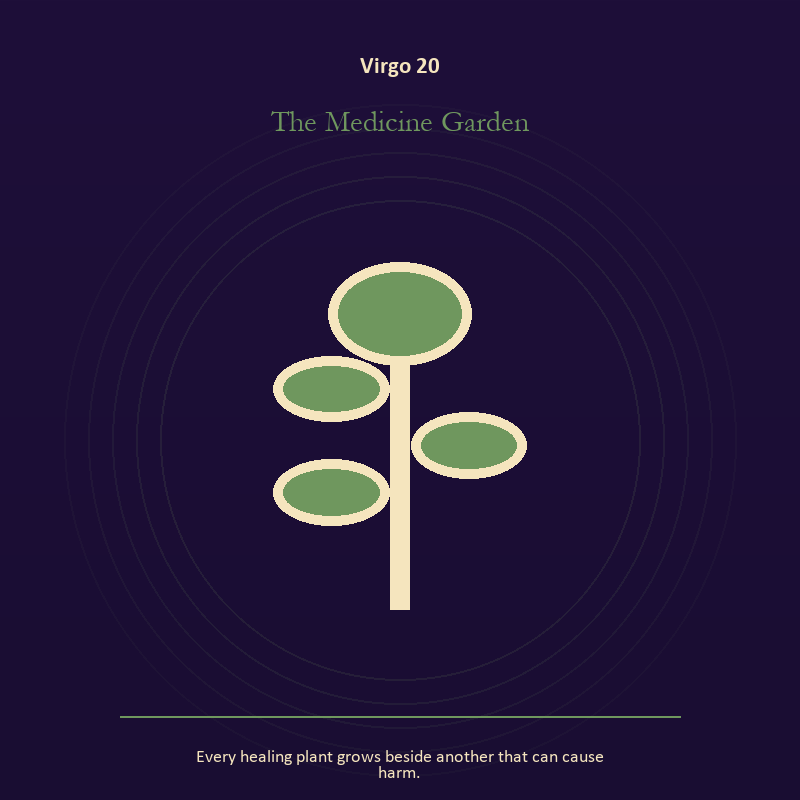 Virgo 20
The Medicine Garden
Every healing plant grows beside another that can cause
harm.